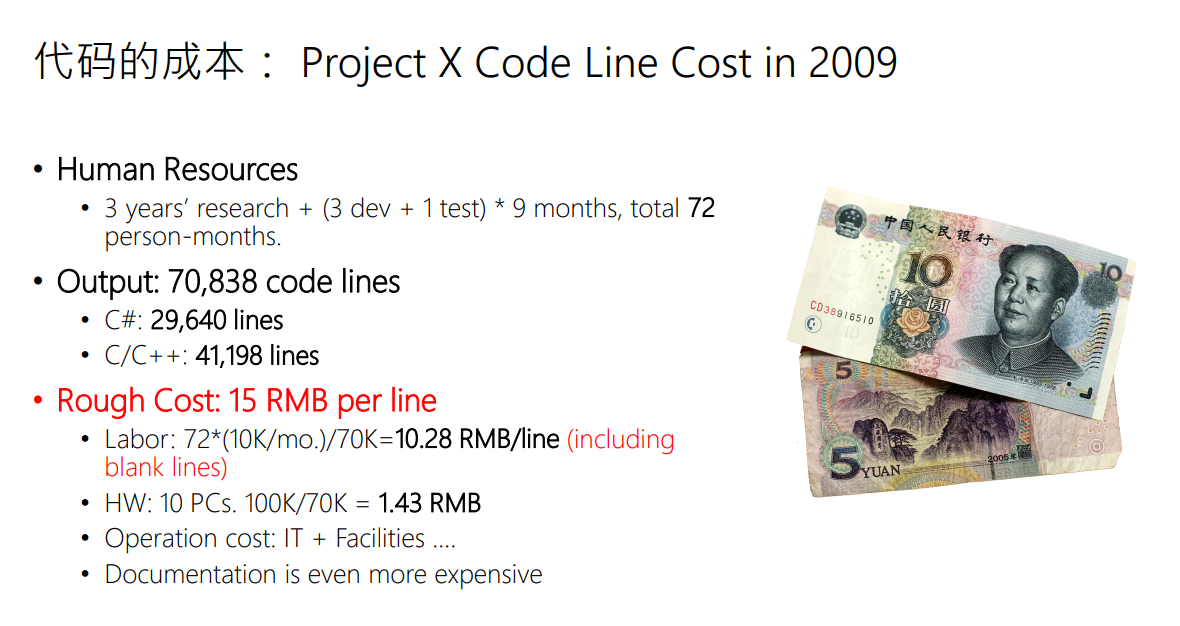 代码的成本： Project X Code Line Cost in 2009
• Human Resources
• 3 years’ research + (3 dev + 1 test) * 9 months, total 72
person-months.
• Output: 70,838 code lines
• C#: 29,640 lines
• C/C++: 41,198 lines
• Rough Cost: 15 RMB per line
• Labor: 72*(10K/mo.)/70K=10.28 RMB/line (including
blank lines)
• HW: 10 PCs. 100K/70K = 1.43 RMB
• Operation cost: IT + Facilities ....
• Documentation is even more expensive
中国人民银行
10
10
拾圆
CD38916510
10
5
2005年
5
YUAN